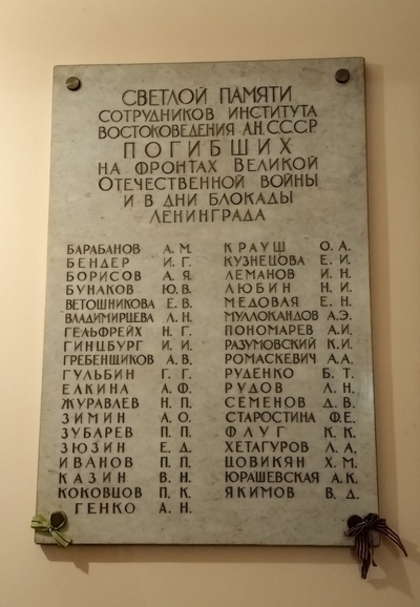 СВЕТЛОЙ ПАМЯТИ
СОТРУДНИКОВ ИНСТИТУТА
ВОСТОКОВЕДЕНИЯ А.Н. С.С.С.Р.
ПОГИБШИХ
НА ФРОНТАХ ВЕЛИКОЙ
ОТЕЧЕСТВЕННОЙ ВОЙНЫ
И В ДНИ БЛОКАДЫ
ЛЕНИНГРАДА
БАРАБАНОВ А. М.
БЕНДЕР И. Г.
БОРИСОВ А. Я.
БУНАКОВ Ю. В.
ВЕТОШНИКОВА Е. В.
ВЛАДИМИРЦЕВА Л. Н.
ГЕЛЬФРЕЙХ Н. Г.
ГИНЦБУРГ И. И.
ГРЕБЕНЩИКОВ А. В.
ГУЛЬБИН Г. Г.
ЕЛКИНА А. Ф.
ЖУРАВЛЕВ Н. П.
ЗИМИН А. О.
ЗУБАРЕВ П. П.
ЗЮЗИН Е. Д.
ИВАНОВ П. П.
КАЗИН В. Н.
КОКОВЦОВ П. К.
ГЕНКО А. Н.
КРАУШ О. А.
КУЗНЕЦОВА Е. И.
ЛЕМАНОВ И. Н.
ЛЮБИН Н. И.
МЕДОВАЯ Е. Н.
МУЛЛОКАНДОВ А. Э.
ПОНОМАРЕВ А. И.
РАЗУМОВСКИЙ К. И.
РОМАСКЕВИЧ А. А.
РУДЕНКО Б. Т.
РУДОВ Л. Н.
СЕМЕНОВ Д. В.
СТАРОСТИНА Ф. Е.
ФЛУГ К. К.
ХЕТАГУРОВ Л. А.
ЦОВИКЯН Х. М.
ЮРАШЕВСКАЯ А. К.
ЯКИМОВ В. Д.